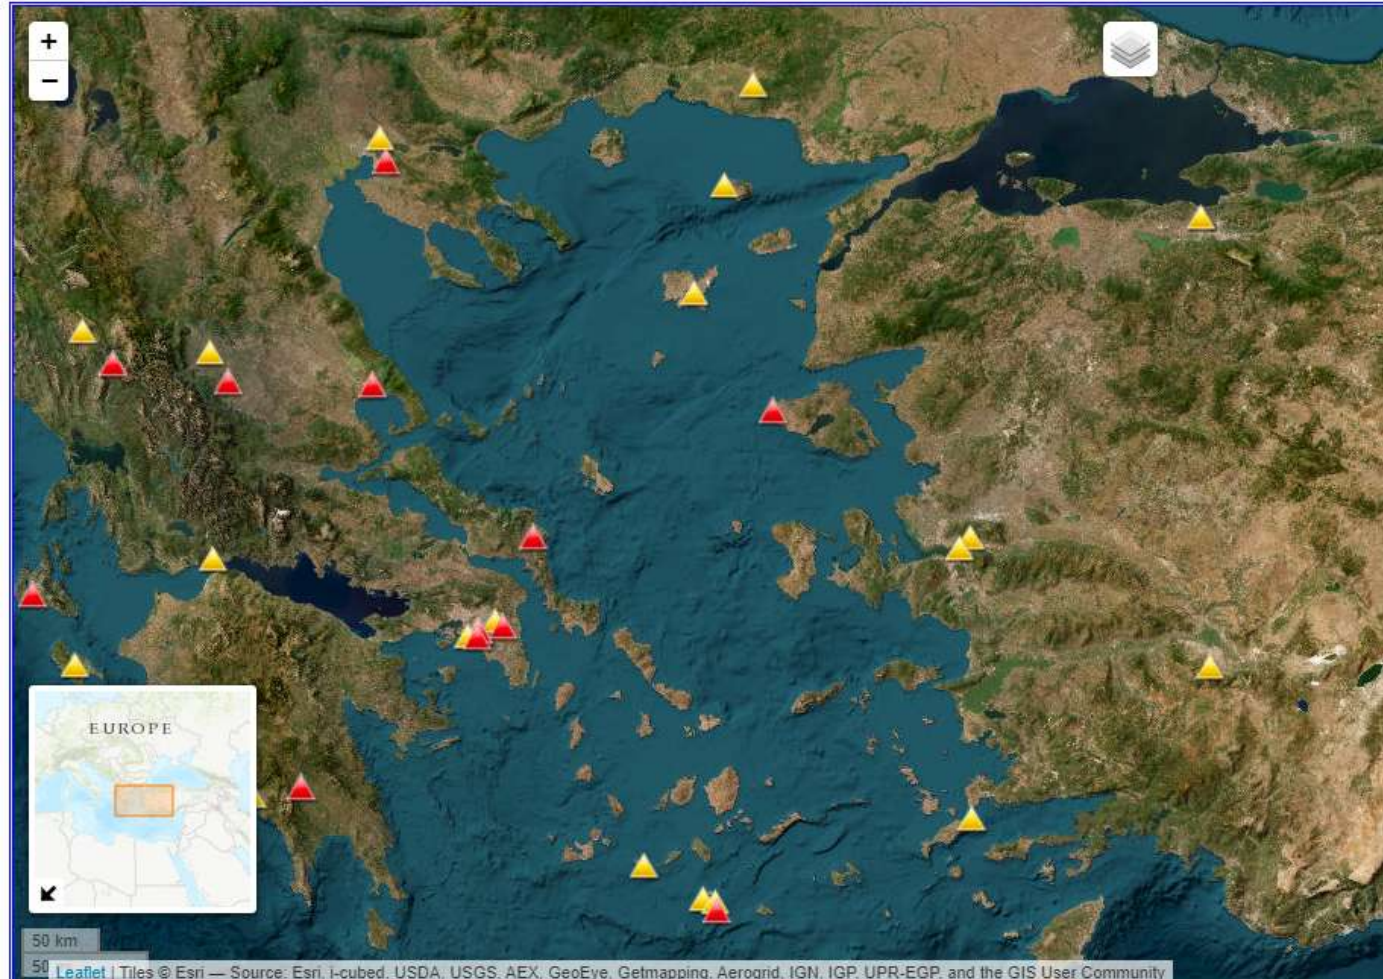 +
−
EUROPE
50 km
50
Leaflet | Tiles © Esri — Source: Esri, i-cubed, USDA, USGS, AEX, GeoEye, Getmapping, Aerogrid, IGN, IGP, UPR-EGP, and the GIS User Community